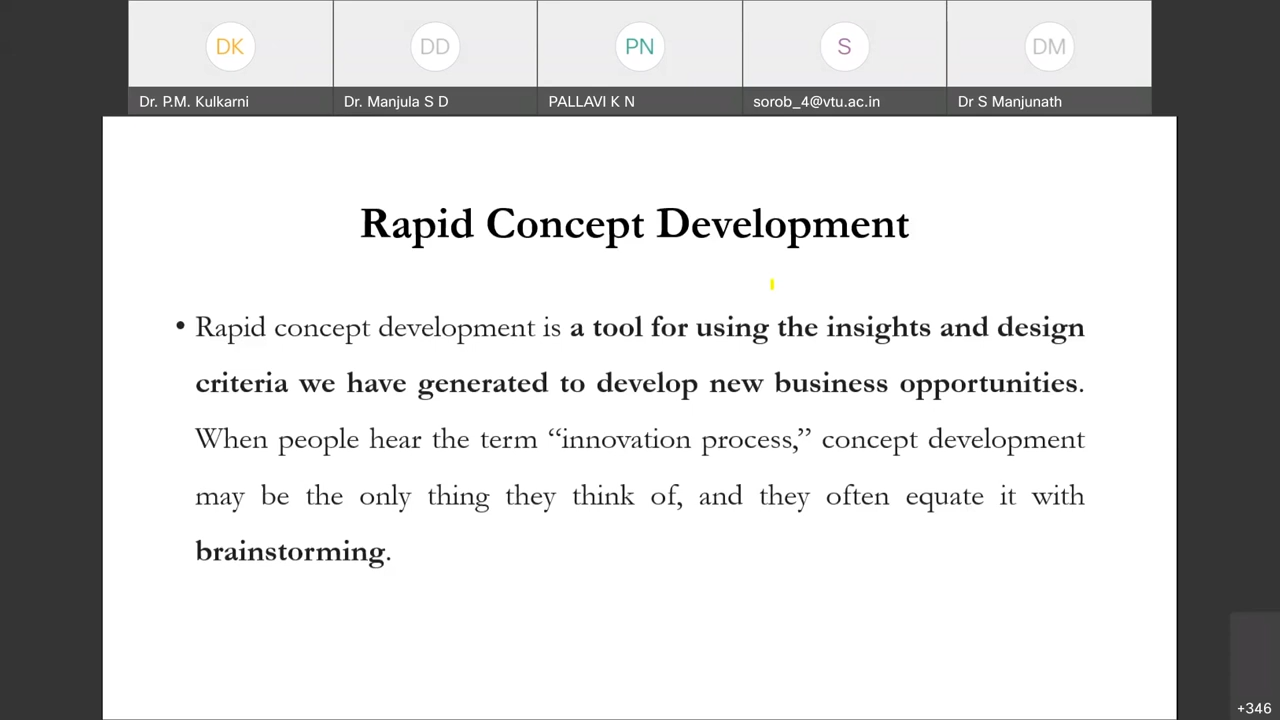 DK DD PN S DM
Dr. P.M. Kulkarni Dr. Manjula S D PALLAVI K N sorob_4@vtu.ac.in Dr S Manjunath
Rapid Concept Development
• Rapid concept development is a tool for using the insights and design
criteria we have generated to develop new business opportunities.
When people hear the term “innovation process,” concept development
may be the only thing they think of, and they often equate it with
brainstorming.
+346